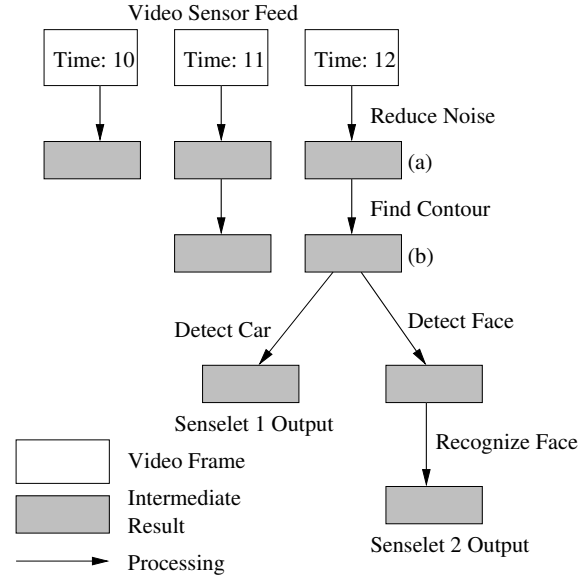 Video Sensor Feed
Time: 10
Time: 11
Time: 12
Reduce Noise
(a)
Find Contour
(b)
Detect Car
Detect Face
Senselet 1 Output
Recognize Face
Video Frame
Intermediate
Result
Senselet 2 Output
Processing